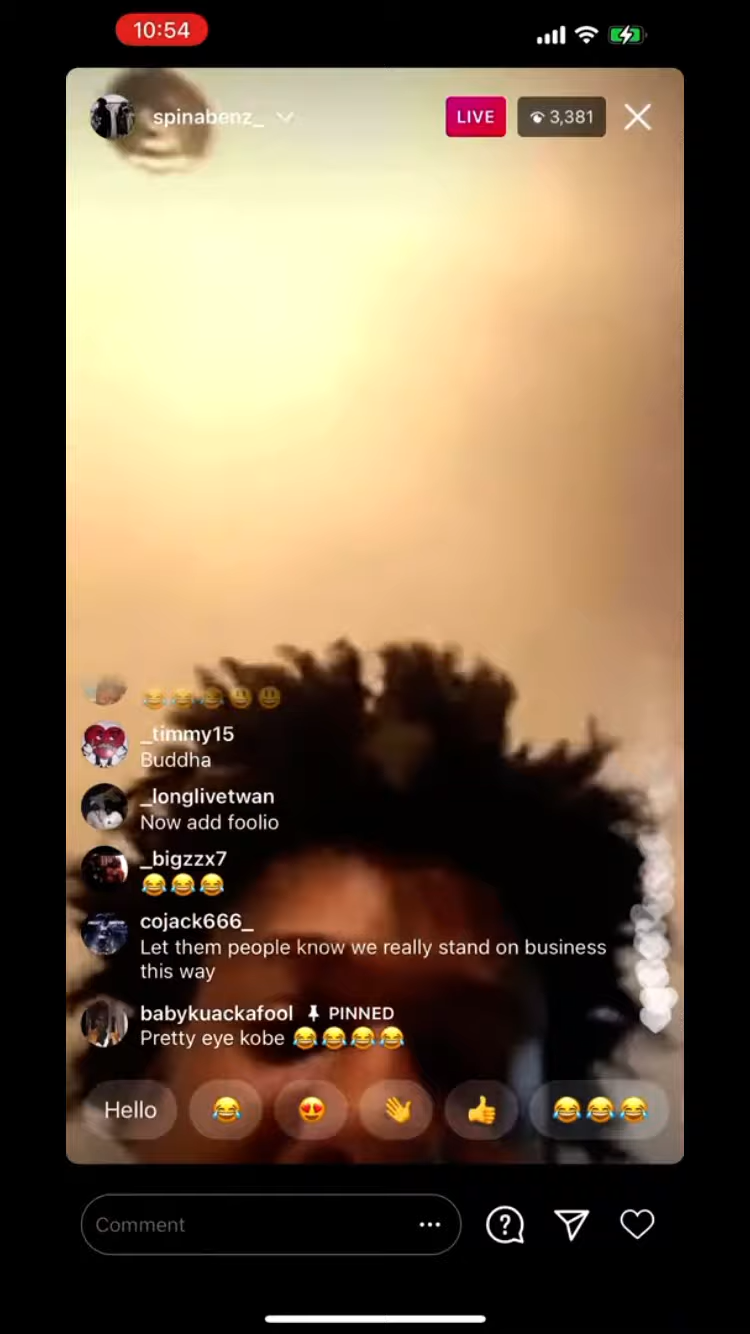 10:54
spinabenz_
LIVE
3,381
😂😂😂😃😃
_timmy15
Buddha
_longlivetwan
Now add foolio
_bigzzx7
😂😂😂
cojack666_
Let them people know we really stand on business
this way
babykuackafool PINNED
Pretty eye kobe 😂😂😂😂
Hello 😂 😍 👋 👍 😂😂😂
Comment